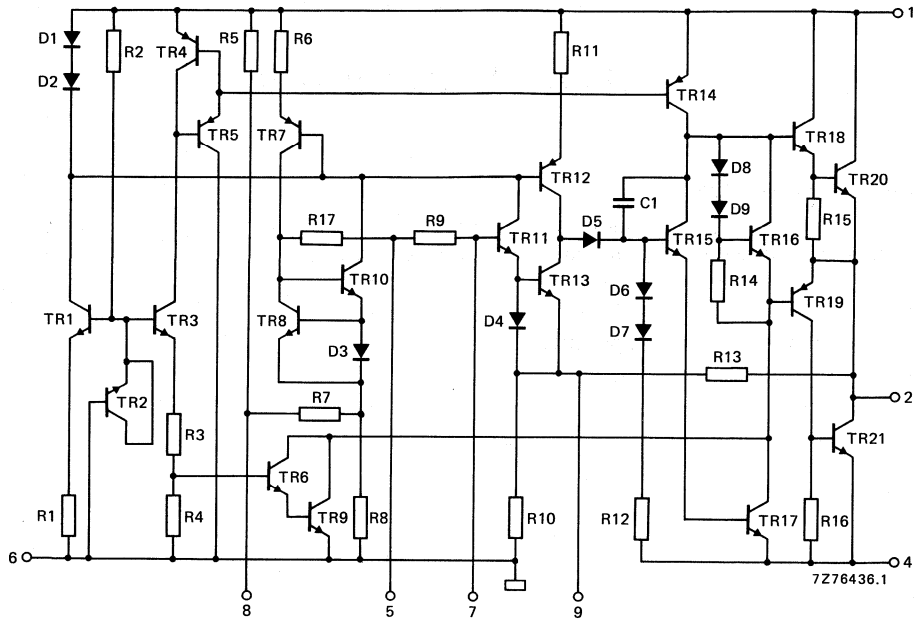 1
D1
R2
TR4
R5
R6
R11
D2
TR14
TR5
TR7
TR18
D8
TR12
TR20
C1
D9
R15
R17
R9
D5
TR11
TR15
TR16
TR10
TR13
R14
D6
TR19
TR1
TR3
TR8
D4
D7
D3
R13
TR2
2
R7
R3
TR21
TR6
R1
R4
TR9
R8
R10
R12
TR17
R16
6
4
7Z76436.1
8
5
7
9